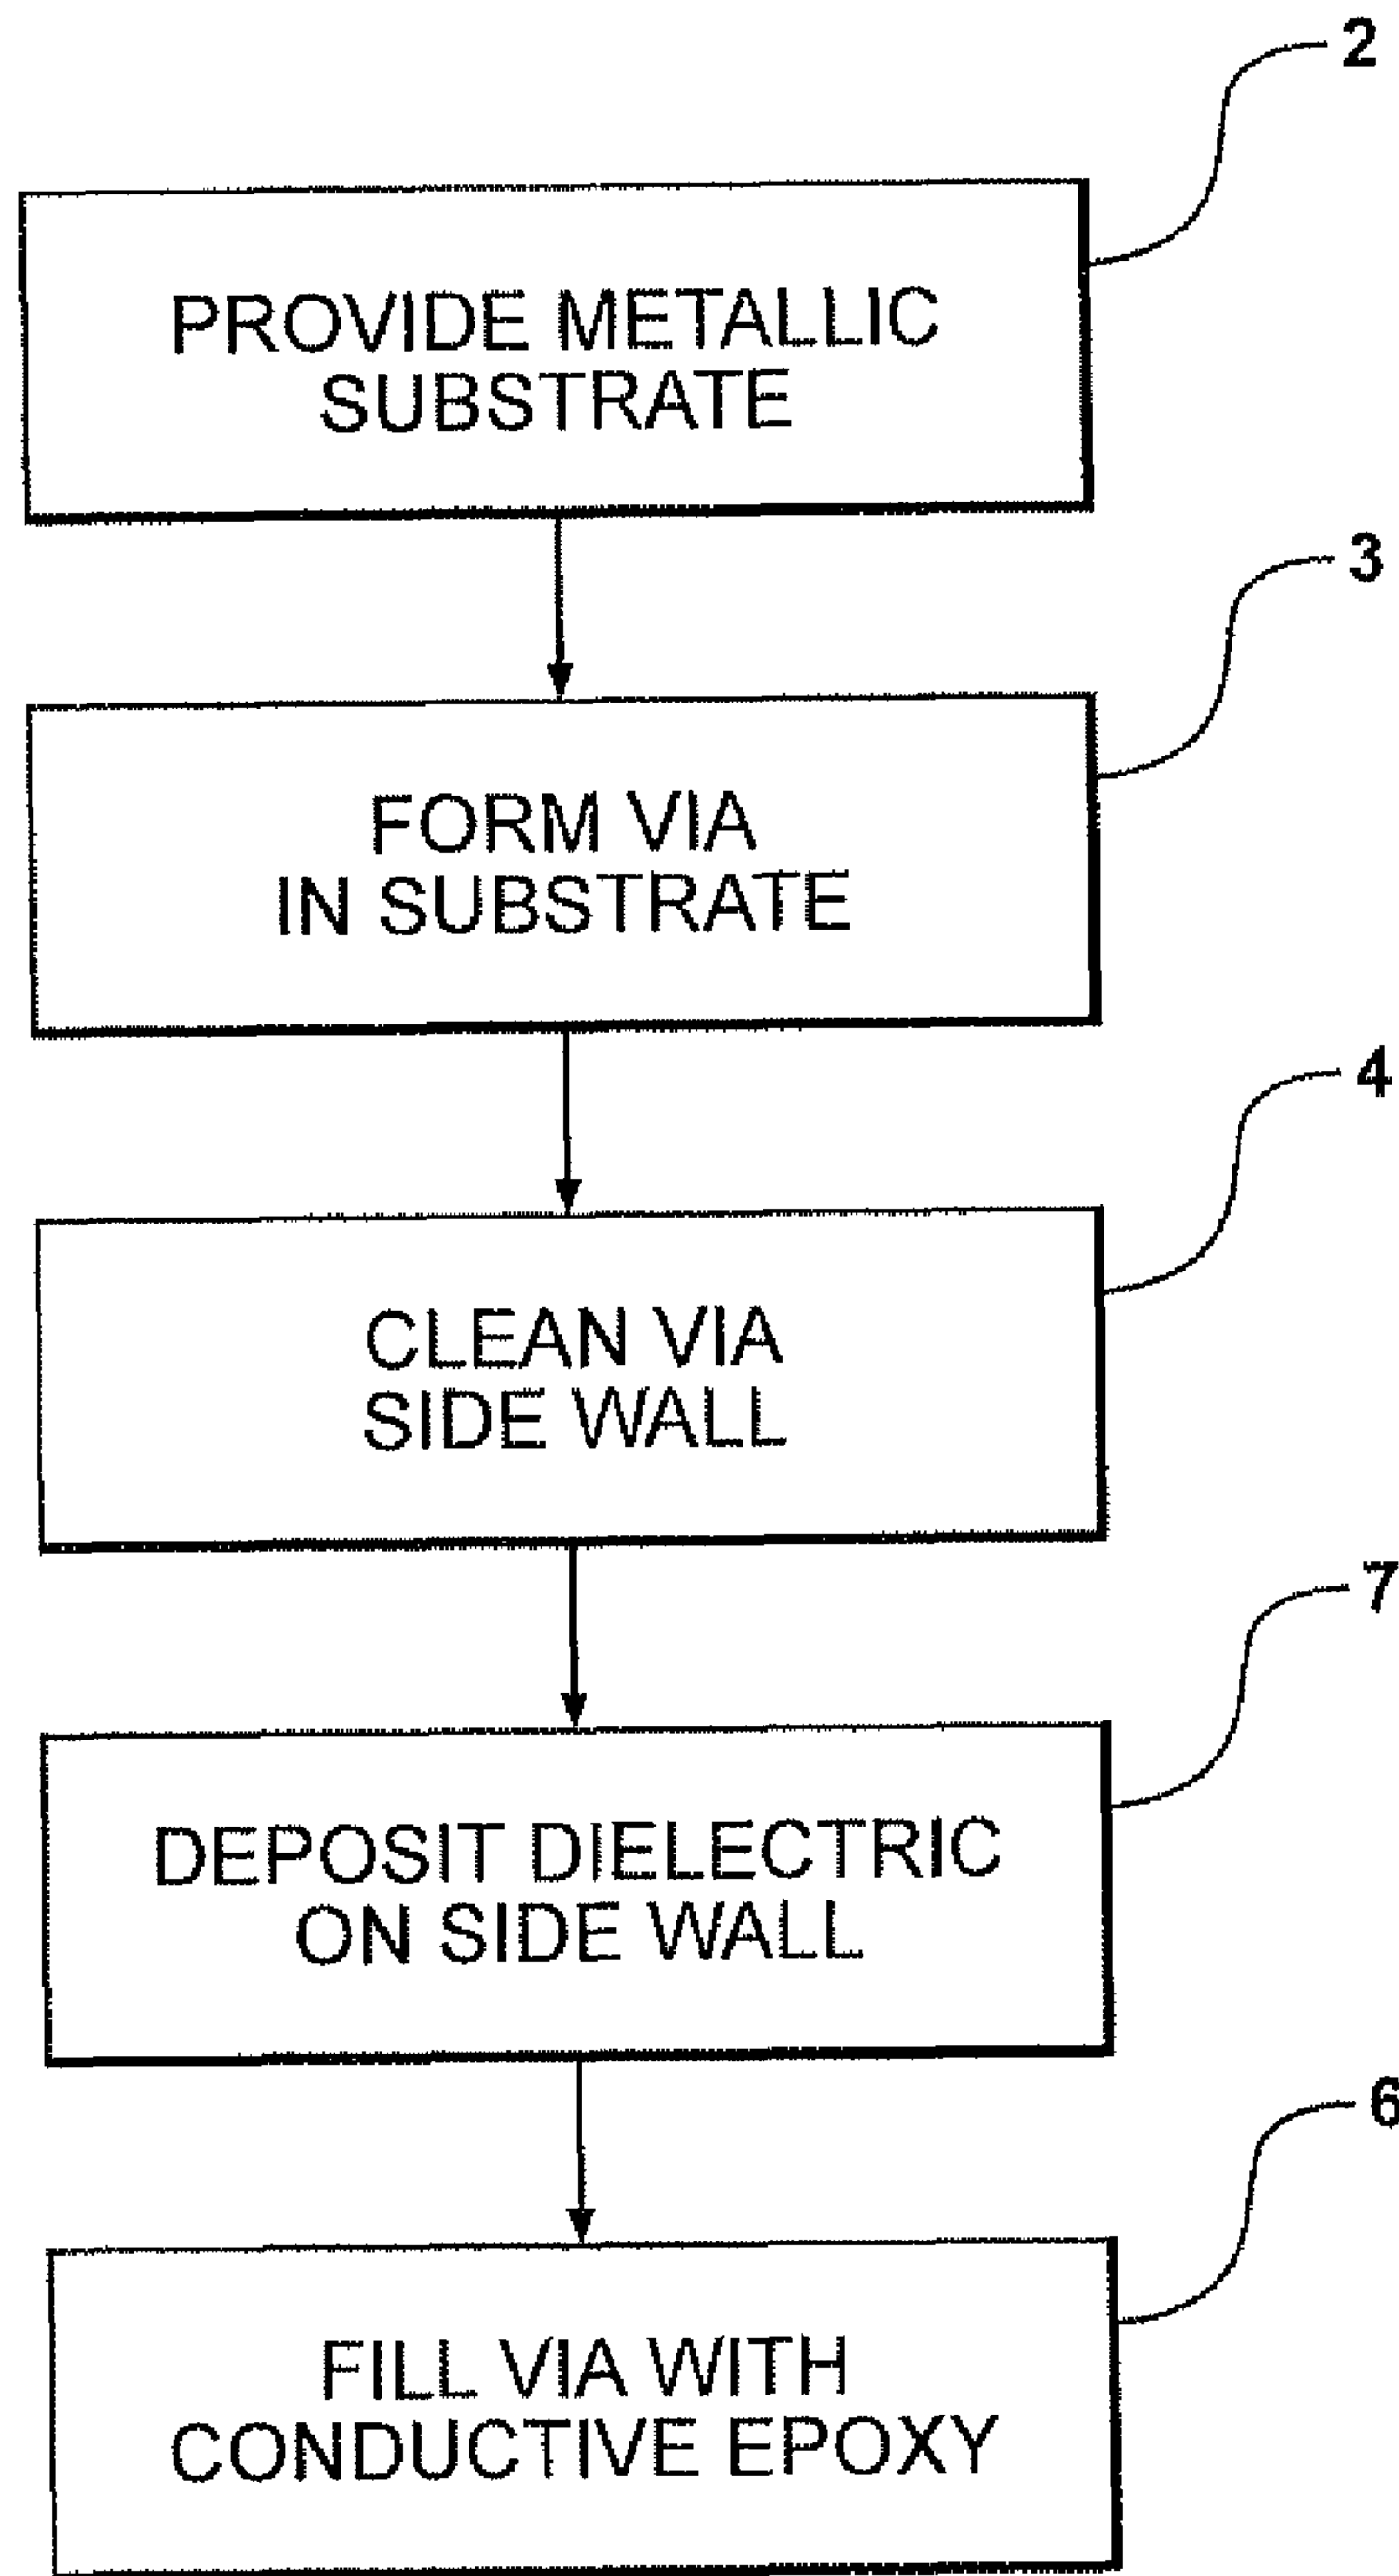 2
PROVIDE METALLIC
SUBSTRATE
3
FORM VIA
IN SUBSTRATE
4
CLEAN VIA
SIDE WALL
7
DEPOSIT DIELECTRIC
ON SIDE WALL
6
FILL VIA WITH
CONDUCTIVE EPOXY